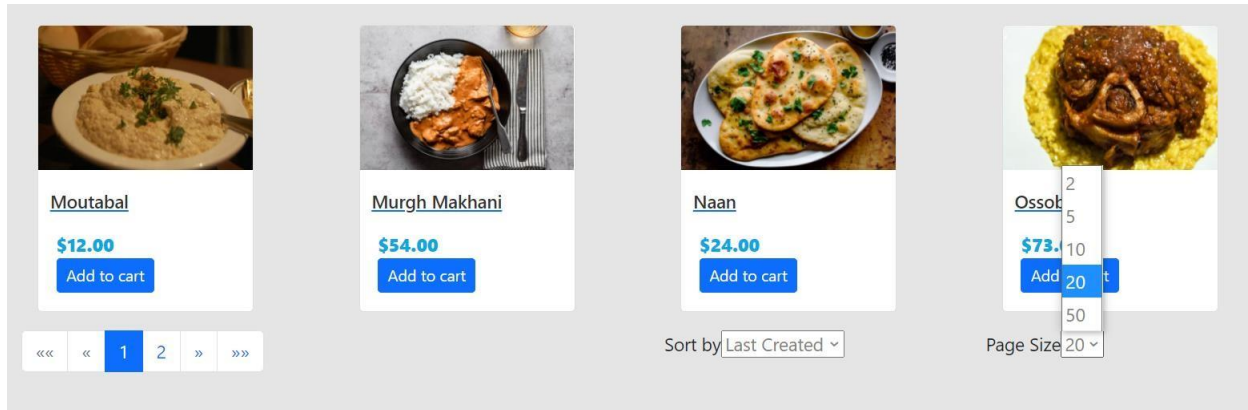 Moutabal
$12.00
Add to cart
Murgh Makhani
$54.00
Add to cart
Naan
$24.00
Add to cart
Ossob
$73.
Add t
«« « 1 2 » »»
Sort by Last Created
Page Size 20
2
5
10
20
50